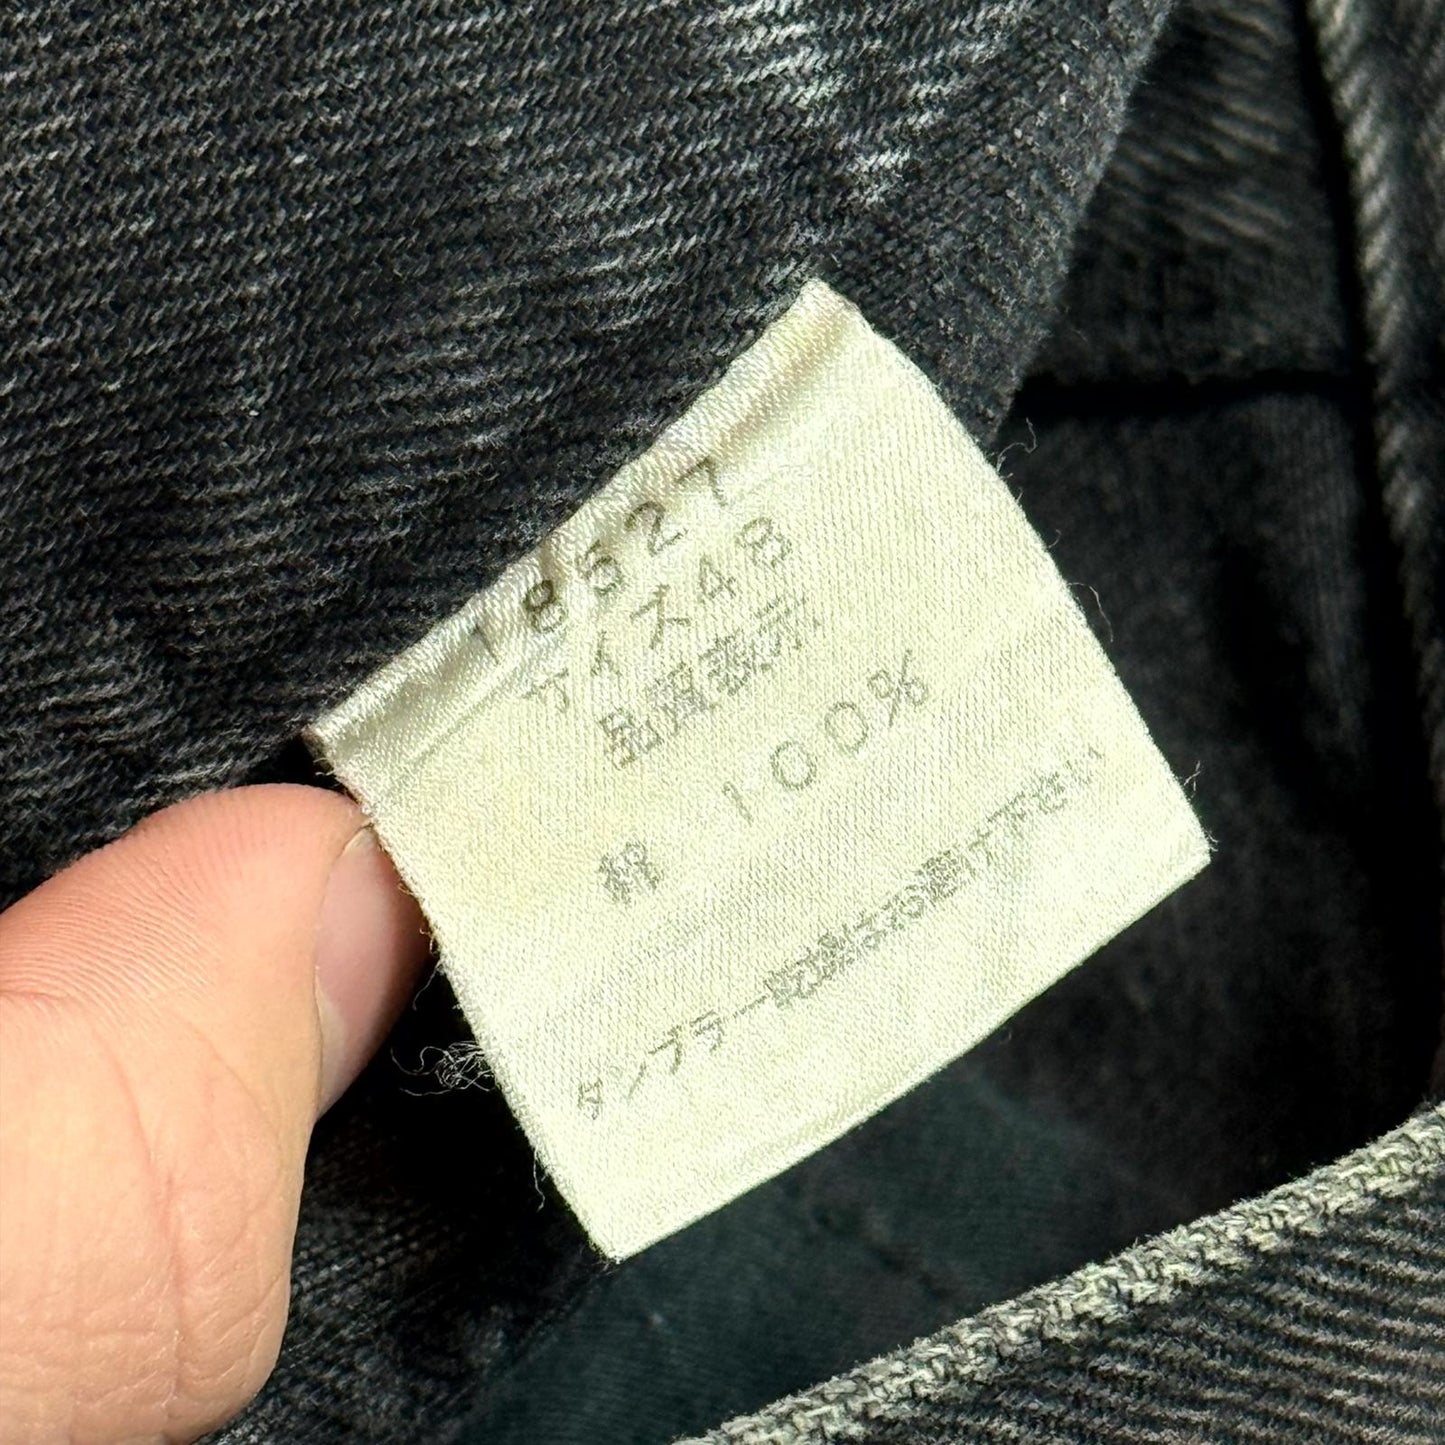 18527
サイズ48
品質表示
綿 100%
タンブラー乾燥はお避け下さい